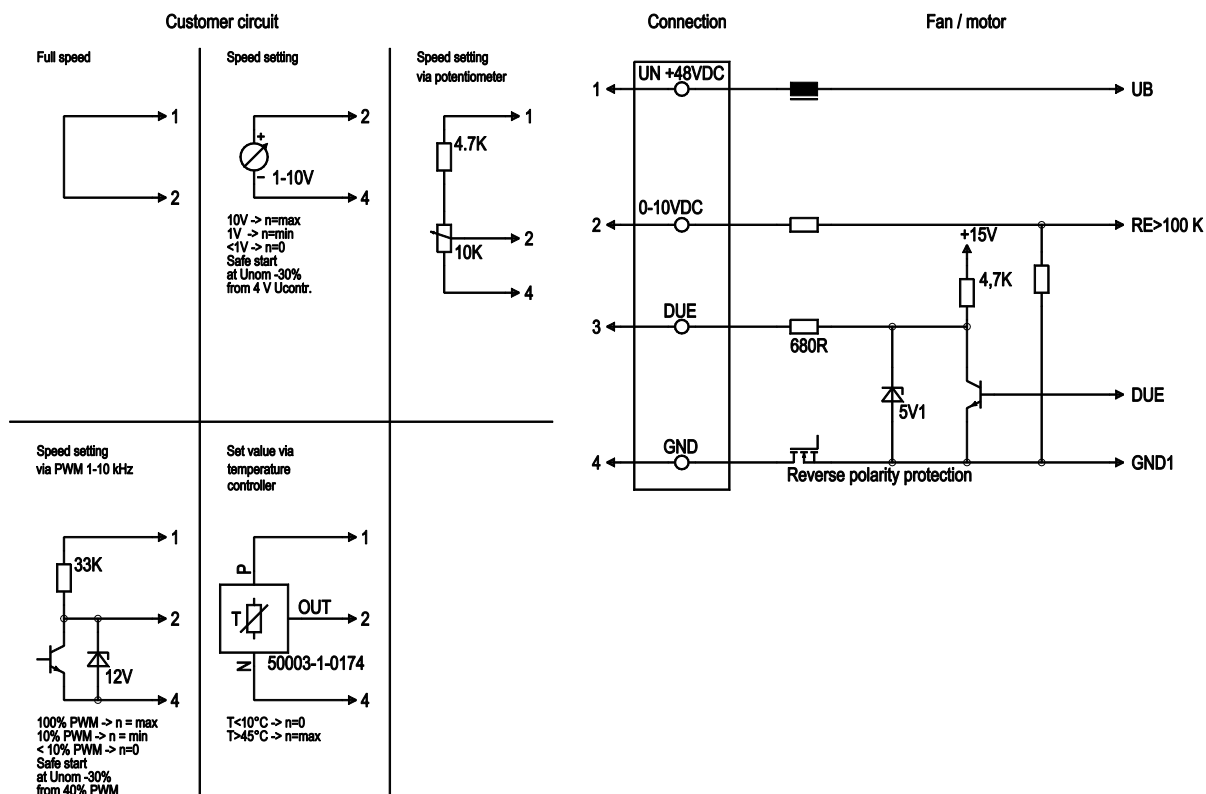 Customer circuit
Full speed
1
2
Speed setting
2
+
–
1-10V
4
10V -> n=max
1V -> n=min
<1V -> n=0
Safe start
at Unom -30%
from 4 V Ucontr.
Speed setting
via potentiometer
1
4.7K
2
10K
4
Speed setting
via PWM 1-10 kHz
1
33K
2
12V
4
100% PWM -> n = max
10% PWM -> n = min
< 10% PWM -> n=0
Safe start
at Unom -30%
from 40% PWM
Set value via
temperature
controller
1
P
T
OUT
2
N
50003-1-0174
4
T<10°C -> n=0
T>45°C -> n=max
Connection
Fan / motor
UN +48VDC
1
UB
0-10VDC
2
RE>100 K
+15V
4,7K
DUE
3
680R
5V1
DUE
GND
4
GND1
Reverse polarity protection